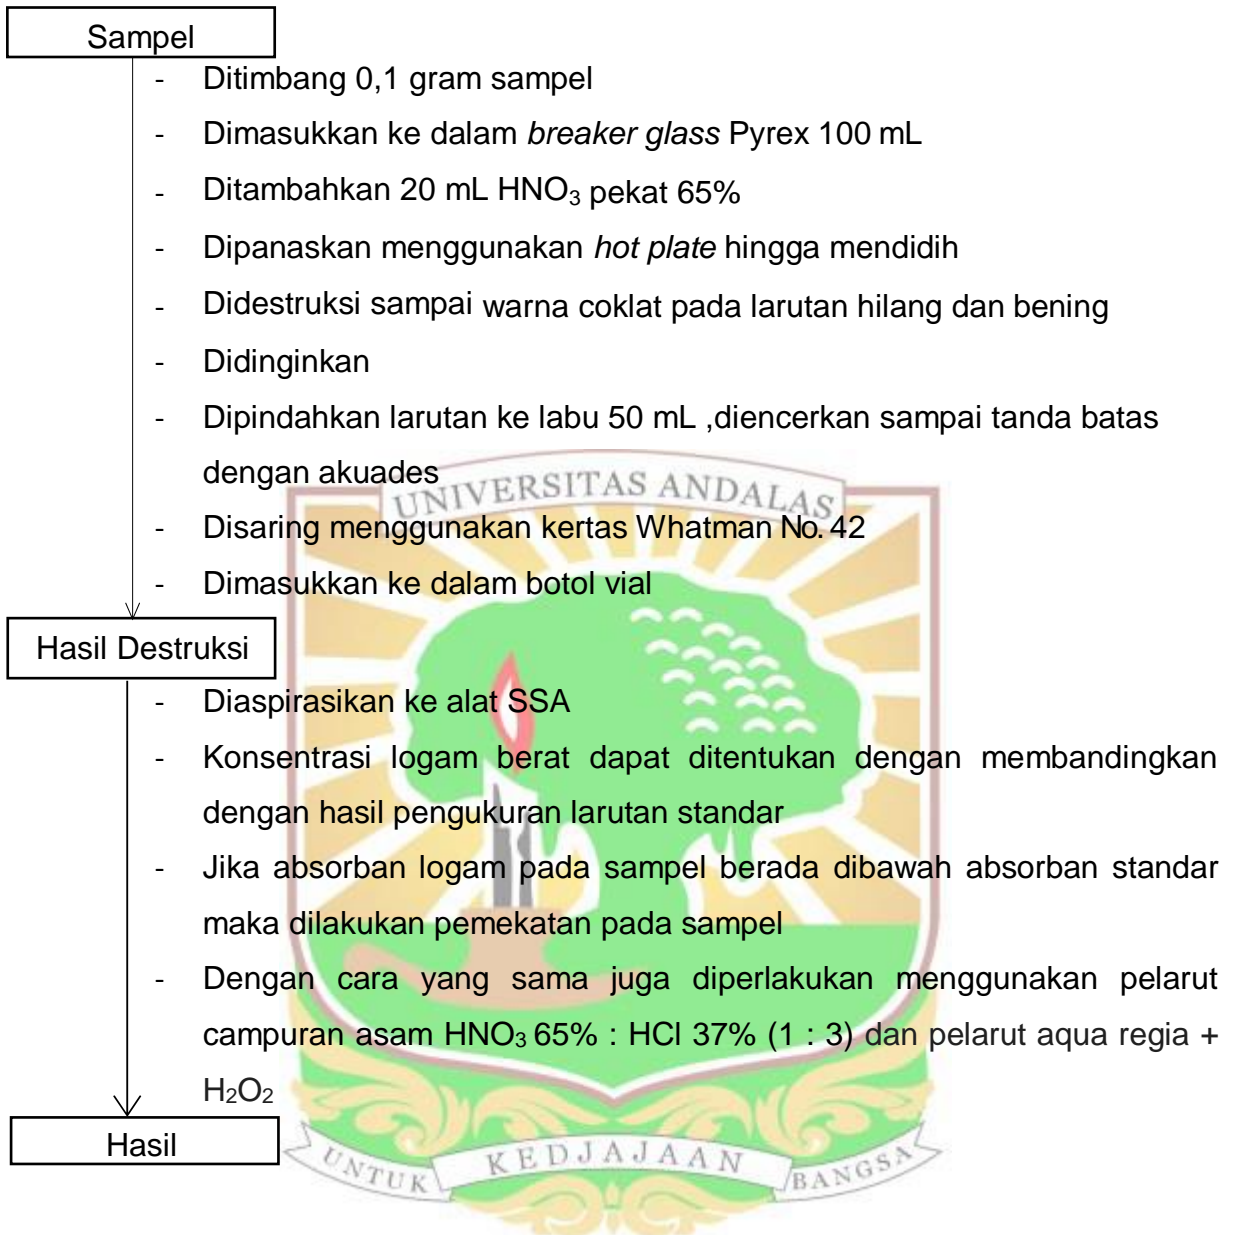 Sampel
- Ditimbang 0,1 gram sampel
- Dimasukkan ke dalam breaker glass Pyrex 100 mL
- Ditambahkan 20 mL HNO₃ pekat 65%
- Dipanaskan menggunakan hot plate hingga mendidih
- Didestruksi sampai warna coklat pada larutan hilang dan bening
- Didinginkan
- Dipindahkan larutan ke labu 50 mL ,diencerkan sampai tanda batas
dengan akuades
UNIVERSITAS ANDALAS
- Disaring menggunakan kertas Whatman No. 42
- Dimasukkan ke dalam botol vial
Hasil Destruksi
- Diaspirasikan ke alat SSA
- Konsentrasi logam berat dapat ditentukan dengan membandingkan
dengan hasil pengukuran larutan standar
- Jika absorban logam pada sampel berada dibawah absorban standar
maka dilakukan pemekatan pada sampel
- Dengan cara yang sama juga diperlakukan menggunakan pelarut
campuran asam HNO₃ 65% : HCl 37% (1 : 3) dan pelarut aqua regia +
H₂O₂
Hasil
UNTUK KEDJAJAAN BANGSA